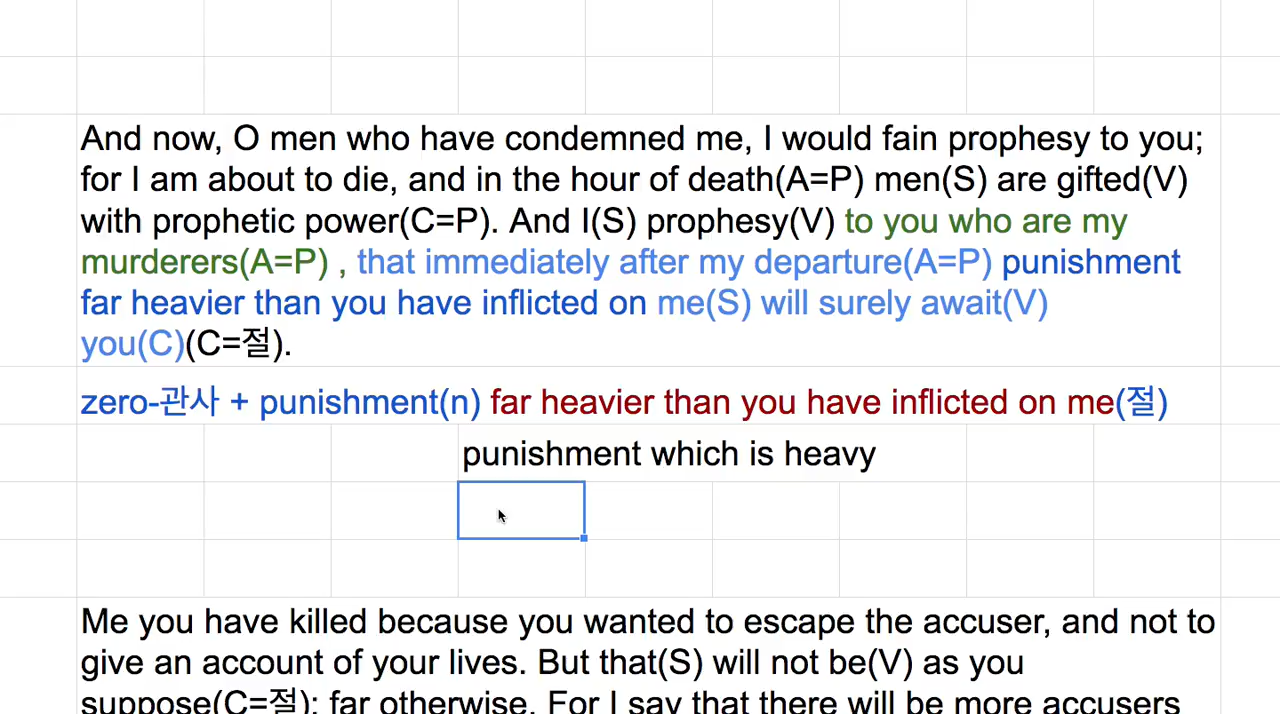 And now, O men who have condemned me, I would fain prophesy to you;
for I am about to die, and in the hour of death(A=P) men(S) are gifted(V)
with prophetic power(C=P). And I(S) prophesy(V) to you who are my
murderers(A=P) , that immediately after my departure(A=P) punishment
far heavier than you have inflicted on me(S) will surely await(V)
you(C)(C=절).
zero-관사 + punishment(n) far heavier than you have inflicted on me(절)
punishment which is heavy
Me you have killed because you wanted to escape the accuser, and not to
give an account of your lives. But that(S) will not be(V) as you
suppose(C=절): far otherwise. For I say that there will be more accusers